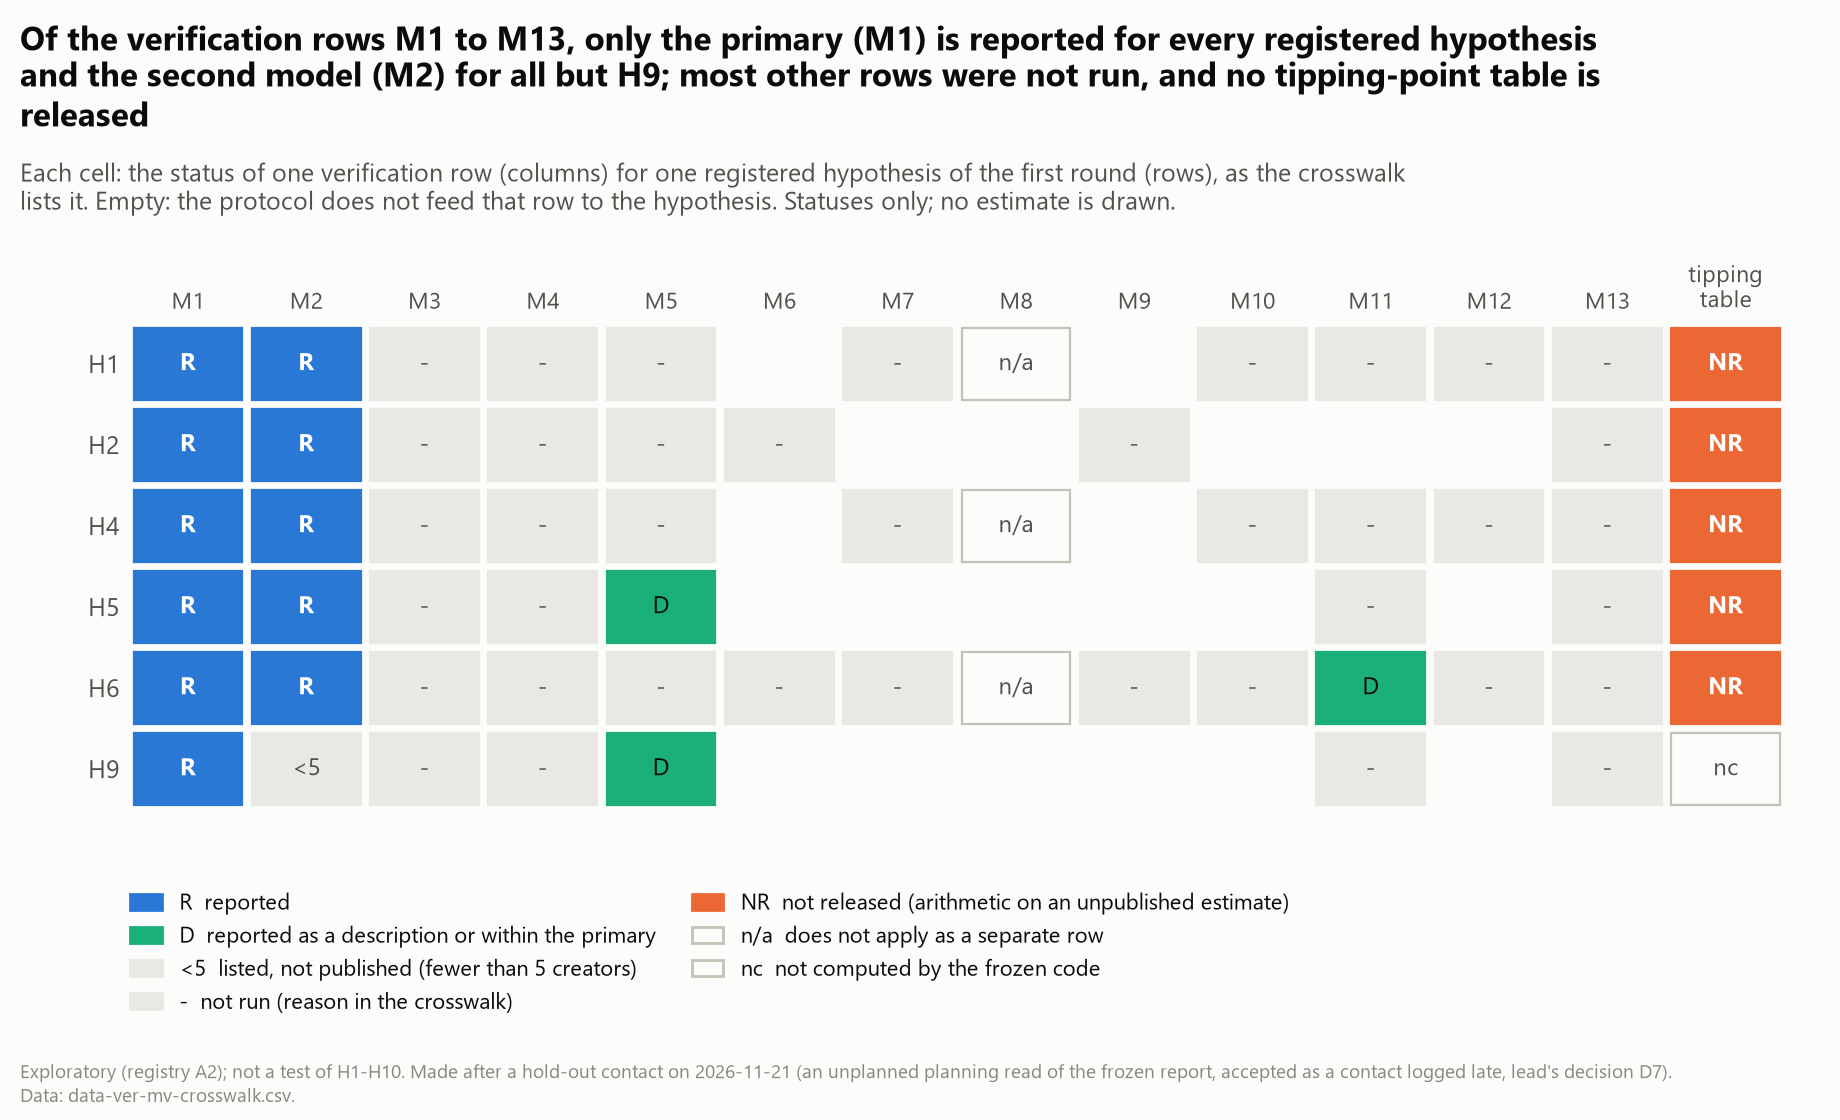 Of the verification rows M1 to M13, only the primary (M1) is reported for every registered hypothesis
and the second model (M2) for all but H9; most other rows were not run, and no tipping-point table is
released
Each cell: the status of one verification row (columns) for one registered hypothesis of the first round (rows), as the crosswalk
lists it. Empty: the protocol does not feed that row to the hypothesis. Statuses only; no estimate is drawn.
M1 M2 M3 M4 M5 M6 M7 M8 M9 M10 M11 M12 M13 tipping
table
H1 R R - - - - n/a - - - - NR
H2 R R - - - - - - NR
H4 R R - - - - n/a - - - - NR
H5 R R - - D - - NR
H6 R R - - - - - n/a - - D - - NR
H9 R <5 - - D - - nc
R reported
D reported as a description or within the primary
<5 listed, not published (fewer than 5 creators)
- not run (reason in the crosswalk)
NR not released (arithmetic on an unpublished estimate)
n/a does not apply as a separate row
nc not computed by the frozen code
Exploratory (registry A2); not a test of H1-H10. Made after a hold-out contact on 2026-11-21 (an unplanned planning read of the frozen report, accepted as a contact logged late, lead's decision D7).
Data: data-ver-mv-crosswalk.csv.